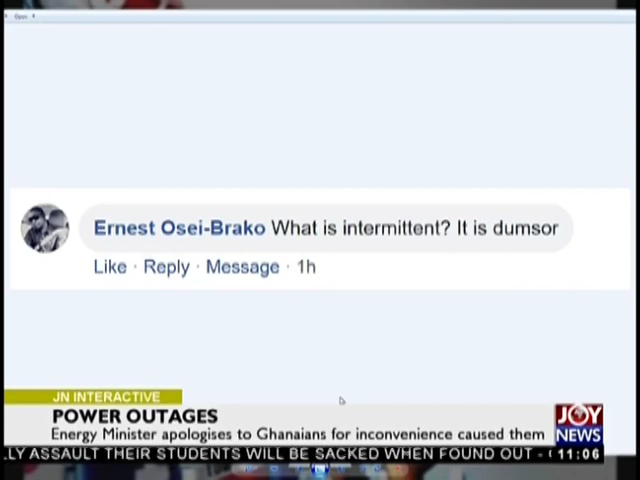 Open
Ernest Osei-Brako What is intermittent? It is dumsor
Like · Reply · Message · 1h
JN INTERACTIVE
POWER OUTAGES
Energy Minister apologises to Ghanaians for inconvenience caused them
JOY
NEWS
LY ASSAULT THEIR STUDENTS WILL BE SACKED WHEN FOUND OUT -
11:06